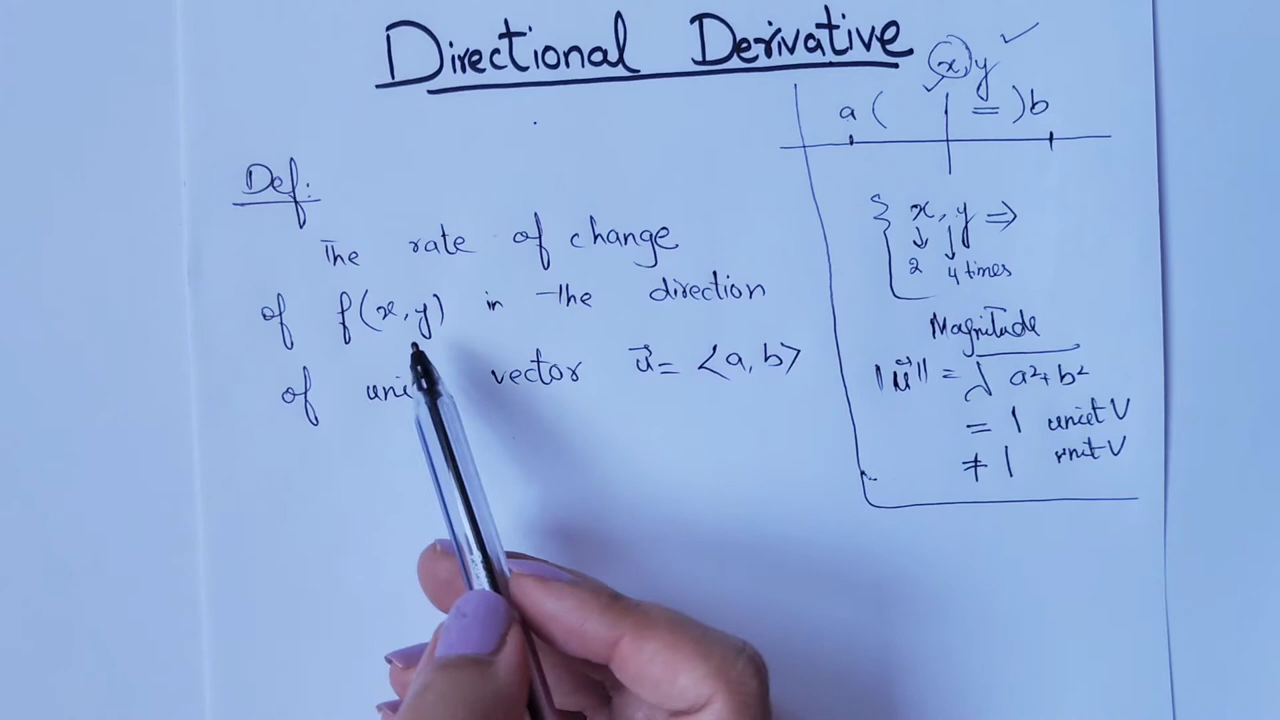 Directional Derivative
x, y ✓
a ( ✓ = ) b
Def:
The rate of change
of f(x,y) in the direction
of vector u⃗ = <a, b>
x, y ⇒
↓ ↓
2 4 times
Magnitude
||u⃗|| = √ a²+b²
= 1 uniet V
≠ 1 unit V